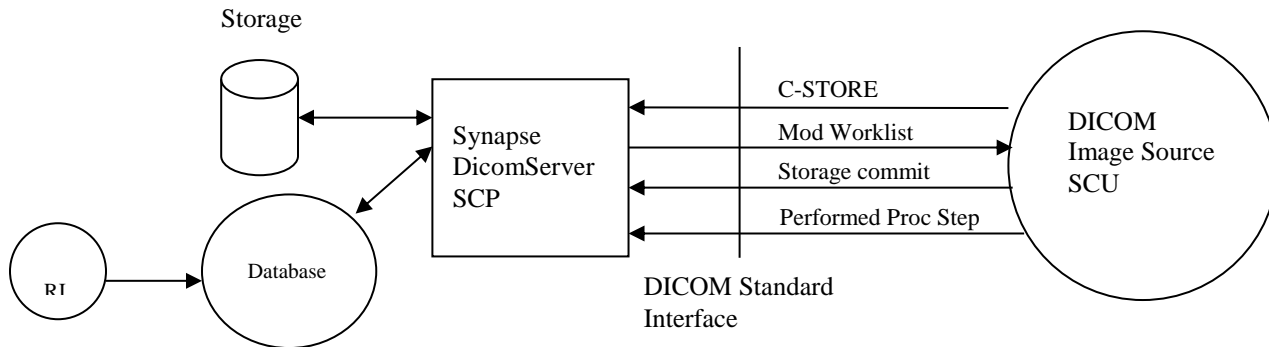 Storage
Synapse
DicomServer
SCP
C-STORE
Mod Worklist
Storage commit
Performed Proc Step
DICOM
Image Source
SCU
Database
DICOM Standard
Interface